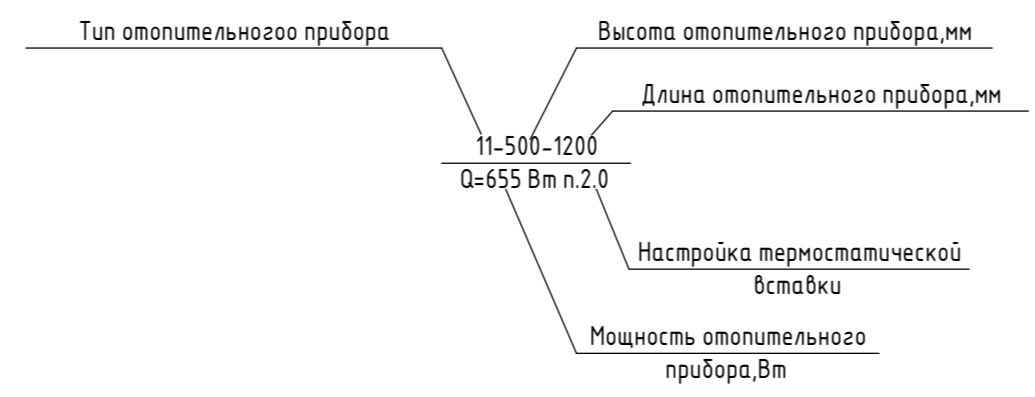 Тип отопительногоо прибора
Высота отопительного прибора,мм
Длина отопительного прибора,мм
11-500-1200
Q=655 Вт п.2.0
Настройка термостатической
вставки
Мощность отопительного
прибора,Вт